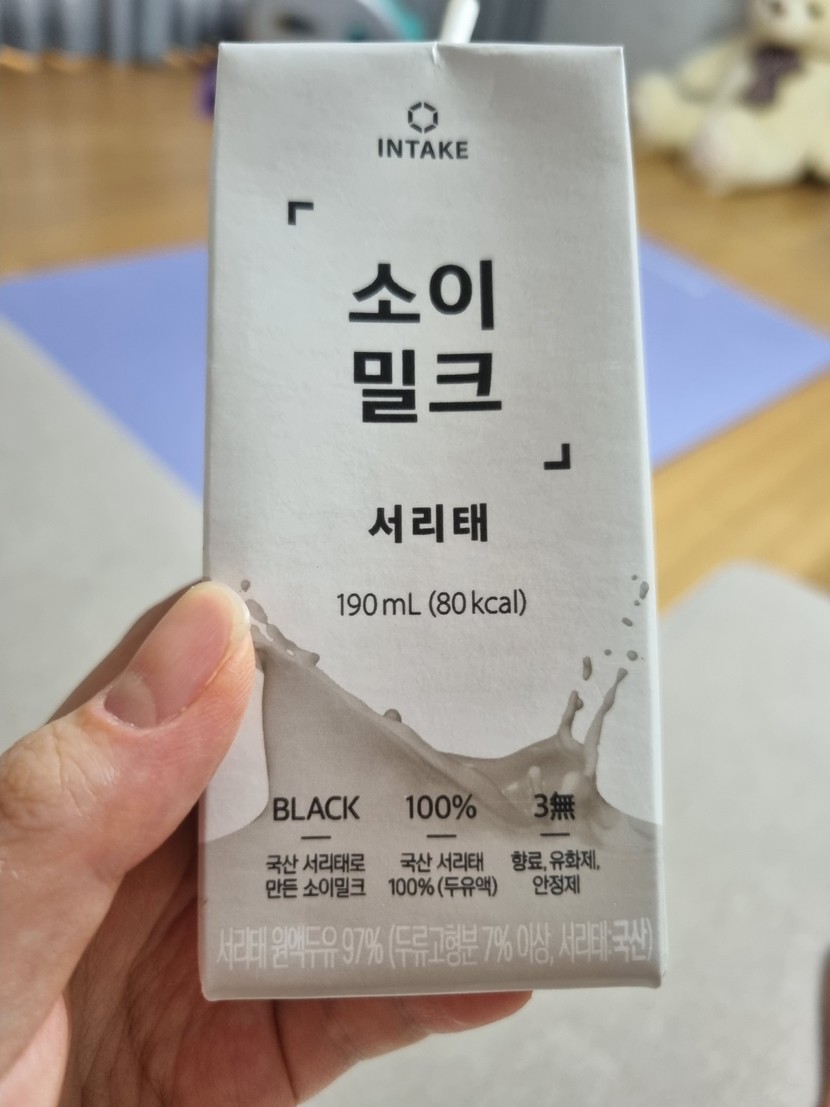 INTAKE
소이
밀크
서리태
190 mL (80 kcal)
BLACK 100% 3無
국산 서리태로 국산 서리태 향료, 유화제,
만든 소이밀크 100% (두유액) 안정제
서리태 원액두유 97% (두류고형분 7% 이상, 서리태:국산)